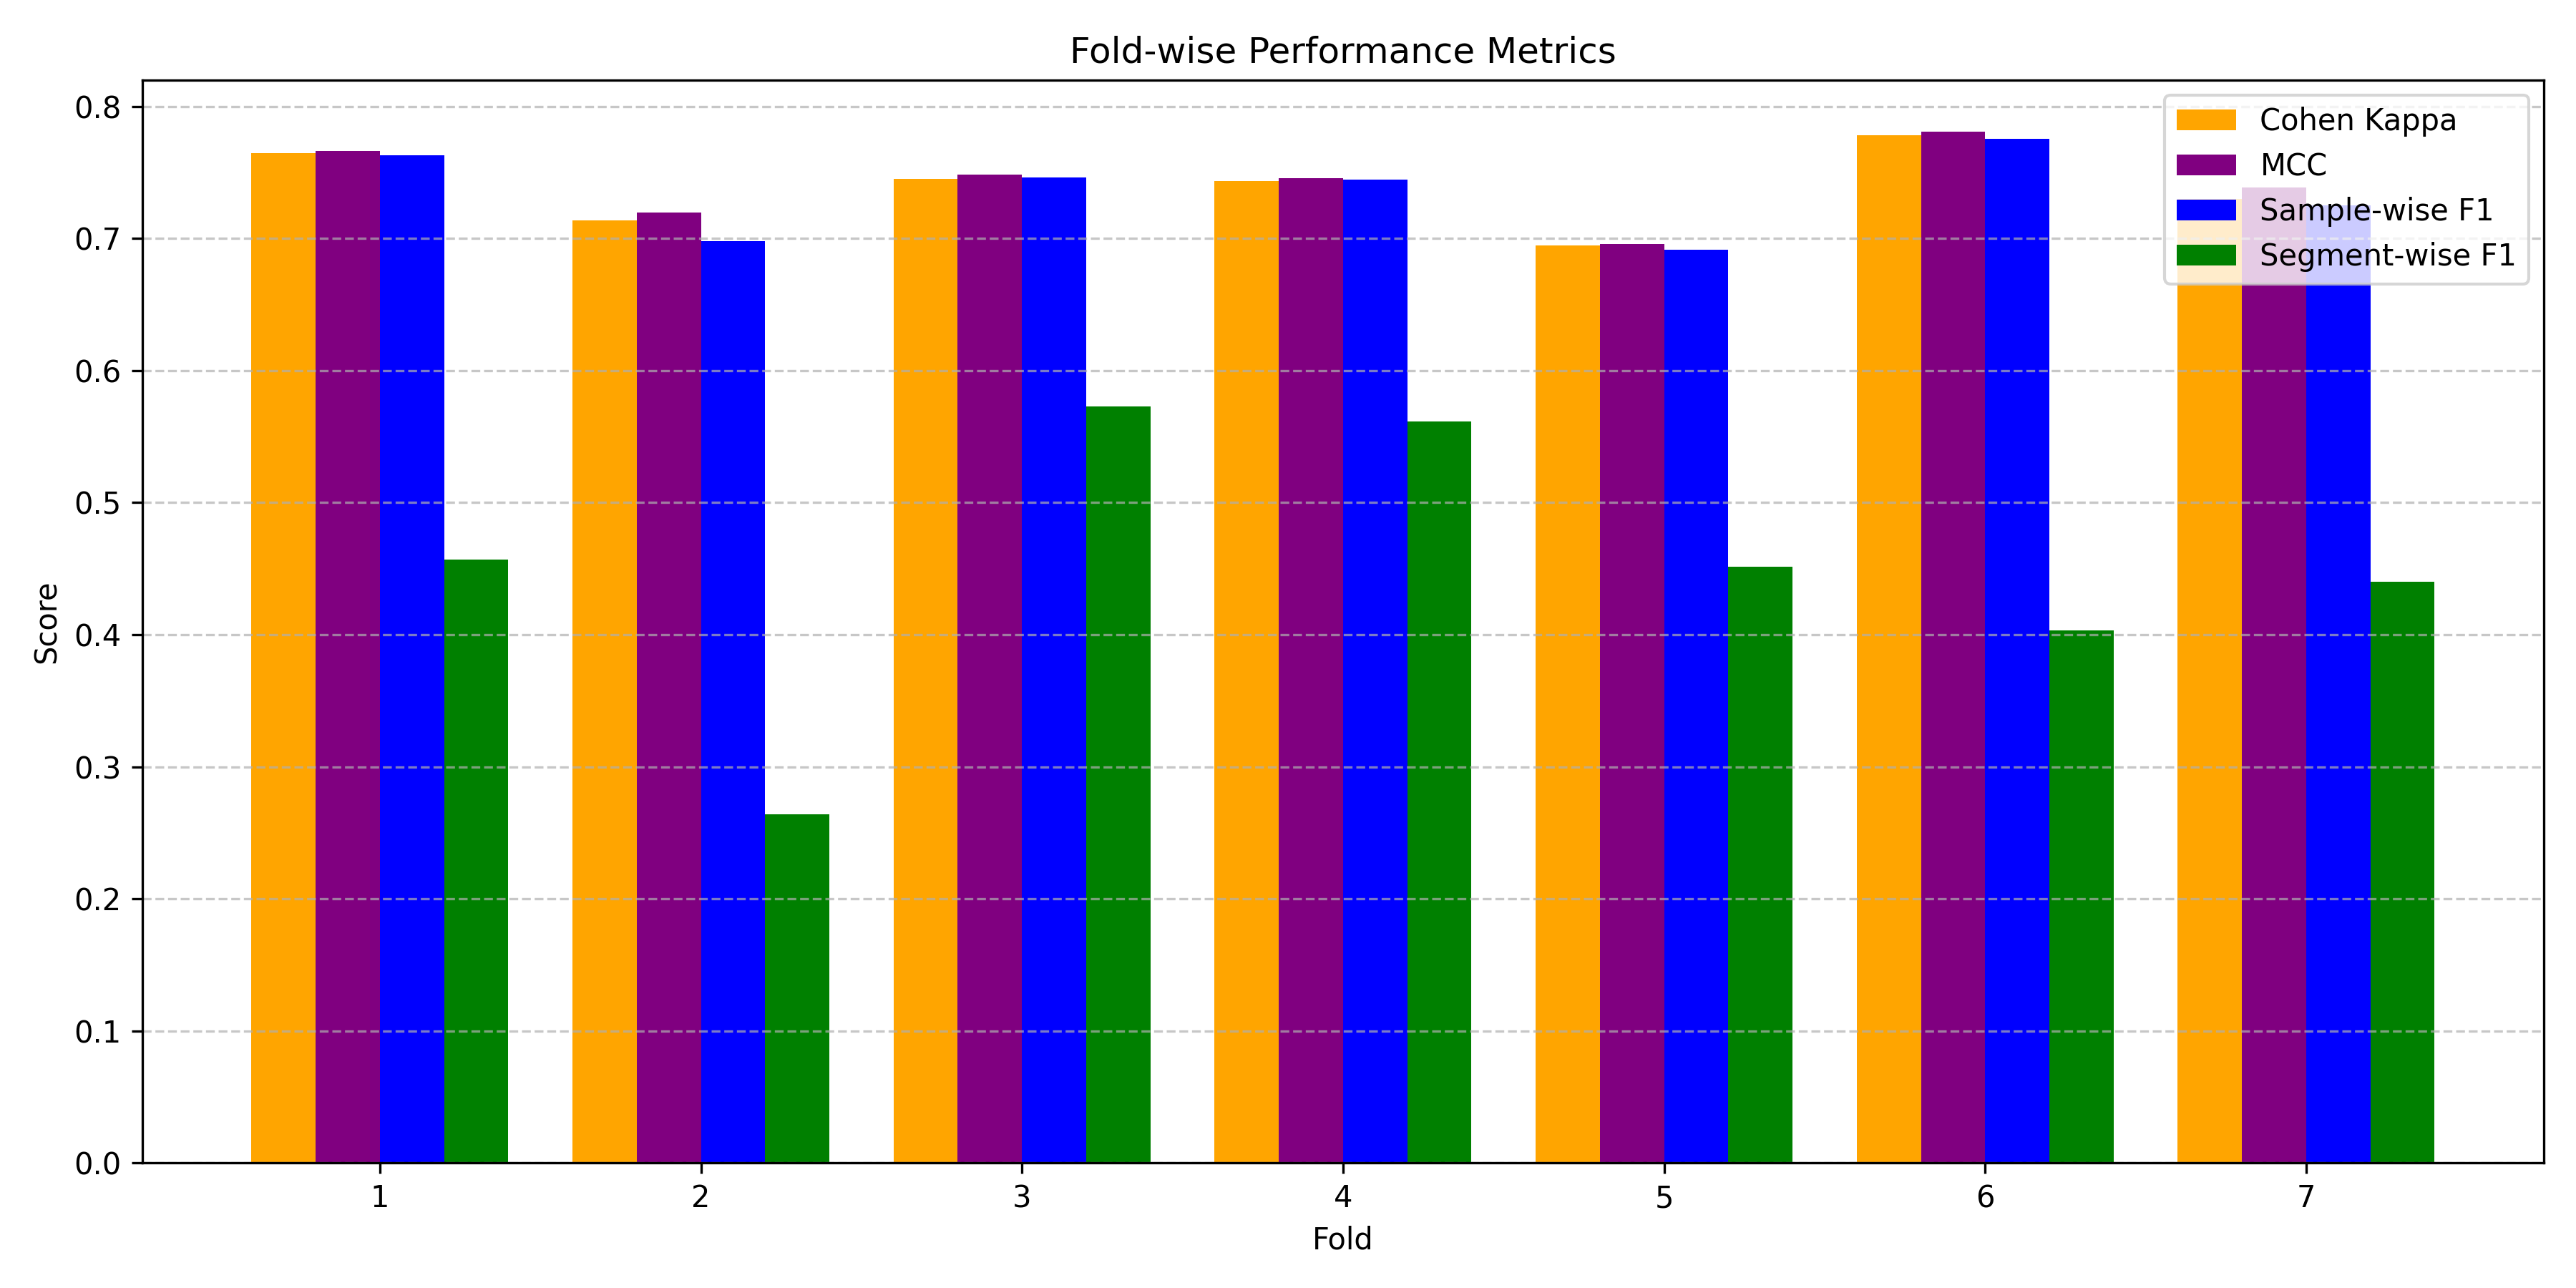 Fold-wise Performance Metrics
0.8
0.7
0.6
0.5
0.4
0.3
0.2
0.1
0.0
Score
Cohen Kappa
MCC
Sample-wise F1
Segment-wise F1
1 2 3 4 5 6 7
Fold